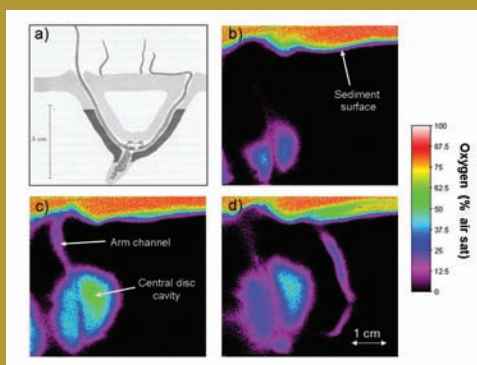 a)
b)
Sediment
surface
c)
Arm channel
Central disc
cavity
d)
1 cm
100
87.5
75
62.5
50
37.5
25
12.5
0
Oxygen (% air sat)